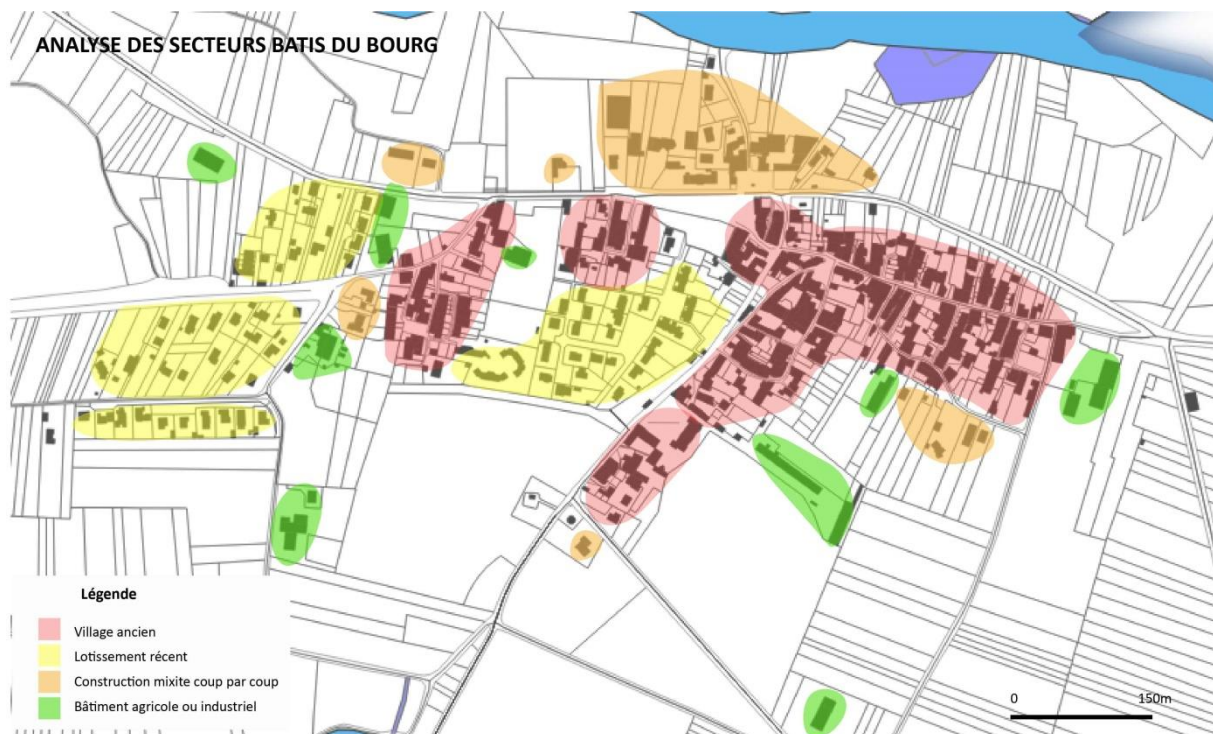 ANALYSE DES SECTEURS BATIS DU BOURG
Légende
Village ancien
Lotissement récent
Construction mixite coup par coup
Bâtiment agricole ou industriel
0 150m